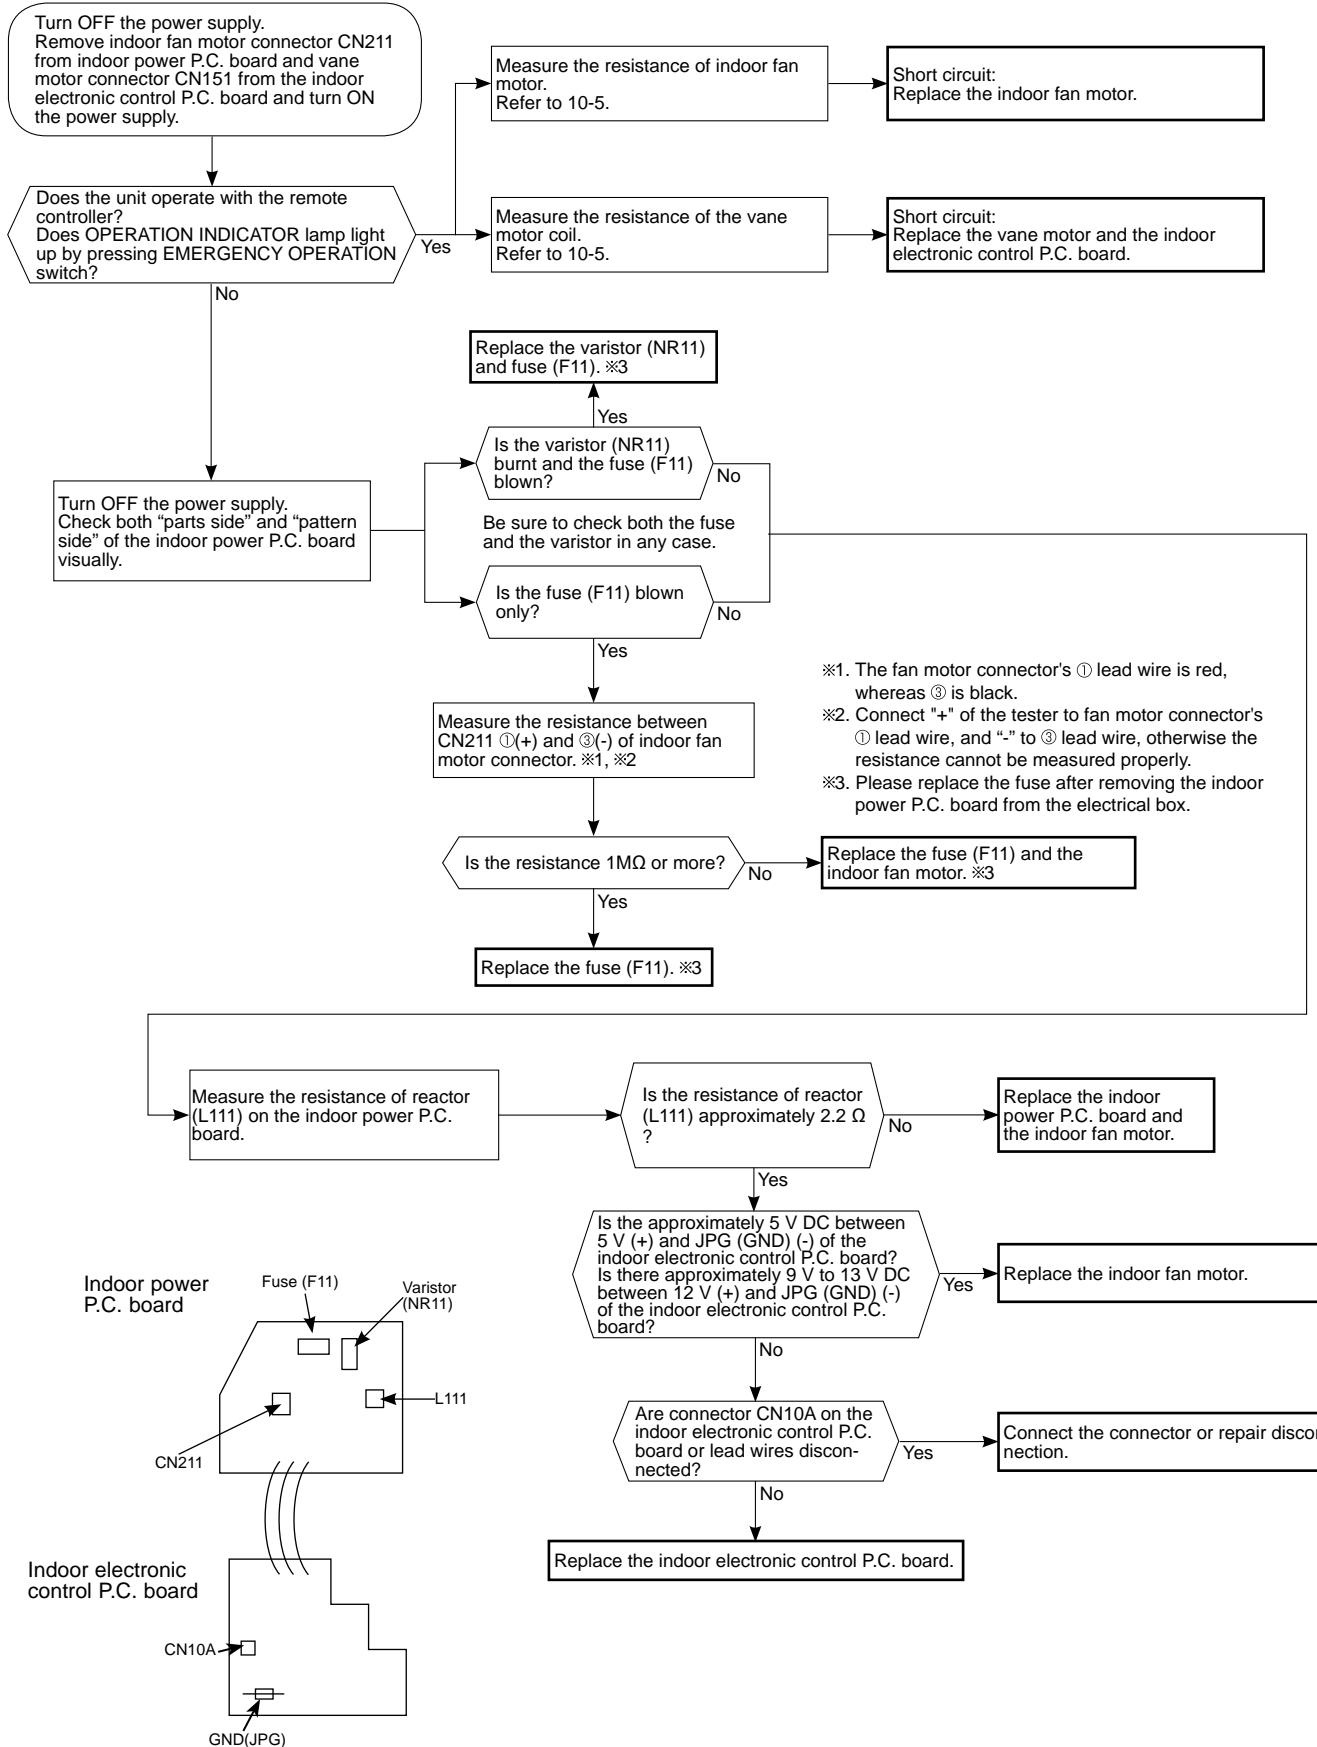 Turn OFF the power supply.
Remove indoor fan motor connector CN211
from indoor power P.C. board and vane
motor connector CN151 from the indoor
electronic control P.C. board and turn ON
the power supply.
Measure the resistance of indoor fan
motor.
Refer to 10-5.
Short circuit:
Replace the indoor fan motor.
Does the unit operate with the remote
controller?
Does OPERATION INDICATOR lamp light
up by pressing EMERGENCY OPERATION
switch?
Yes
Measure the resistance of the vane
motor coil.
Refer to 10-5.
Short circuit:
Replace the vane motor and the indoor
electronic control P.C. board.
No
Replace the varistor (NR11)
and fuse (F11). ※3
Yes
Is the varistor (NR11)
burnt and the fuse (F11)
blown?
No
Turn OFF the power supply.
Check both “parts side” and “pattern
side” of the indoor power P.C. board
visually.
Be sure to check both the fuse
and the varistor in any case.
Is the fuse (F11) blown
only?
No
Yes
※1. The fan motor connector's ① lead wire is red,
whereas ③ is black.
※2. Connect "+" of the tester to fan motor connector's
① lead wire, and “-” to ③ lead wire, otherwise the
resistance cannot be measured properly.
※3. Please replace the fuse after removing the indoor
power P.C. board from the electrical box.
Measure the resistance between
CN211 ①(+) and ③(-) of indoor fan
motor connector. ※1, ※2
Is the resistance 1MΩ or more?
No
Replace the fuse (F11) and the
indoor fan motor. ※3
Yes
Replace the fuse (F11). ※3
Measure the resistance of reactor
(L111) on the indoor power P.C.
board.
Is the resistance of reactor
(L111) approximately 2.2 Ω
?
No
Replace the indoor
power P.C. board and
the indoor fan motor.
Yes
Is the approximately 5 V DC between
5 V (+) and JPG (GND) (-) of the
indoor electronic control P.C. board?
Is there approximately 9 V to 13 V DC
between 12 V (+) and JPG (GND) (-)
of the indoor electronic control P.C.
board?
Yes
Replace the indoor fan motor.
No
Are connector CN10A on the
indoor electronic control P.C.
board or lead wires discon-
nected?
Yes
Connect the connector or repair discon
nection.
No
Replace the indoor electronic control P.C. board.
Indoor power
P.C. board
Fuse (F11)
Varistor
(NR11)
L111
CN211
Indoor electronic
control P.C. board
CN10A
GND(JPG)